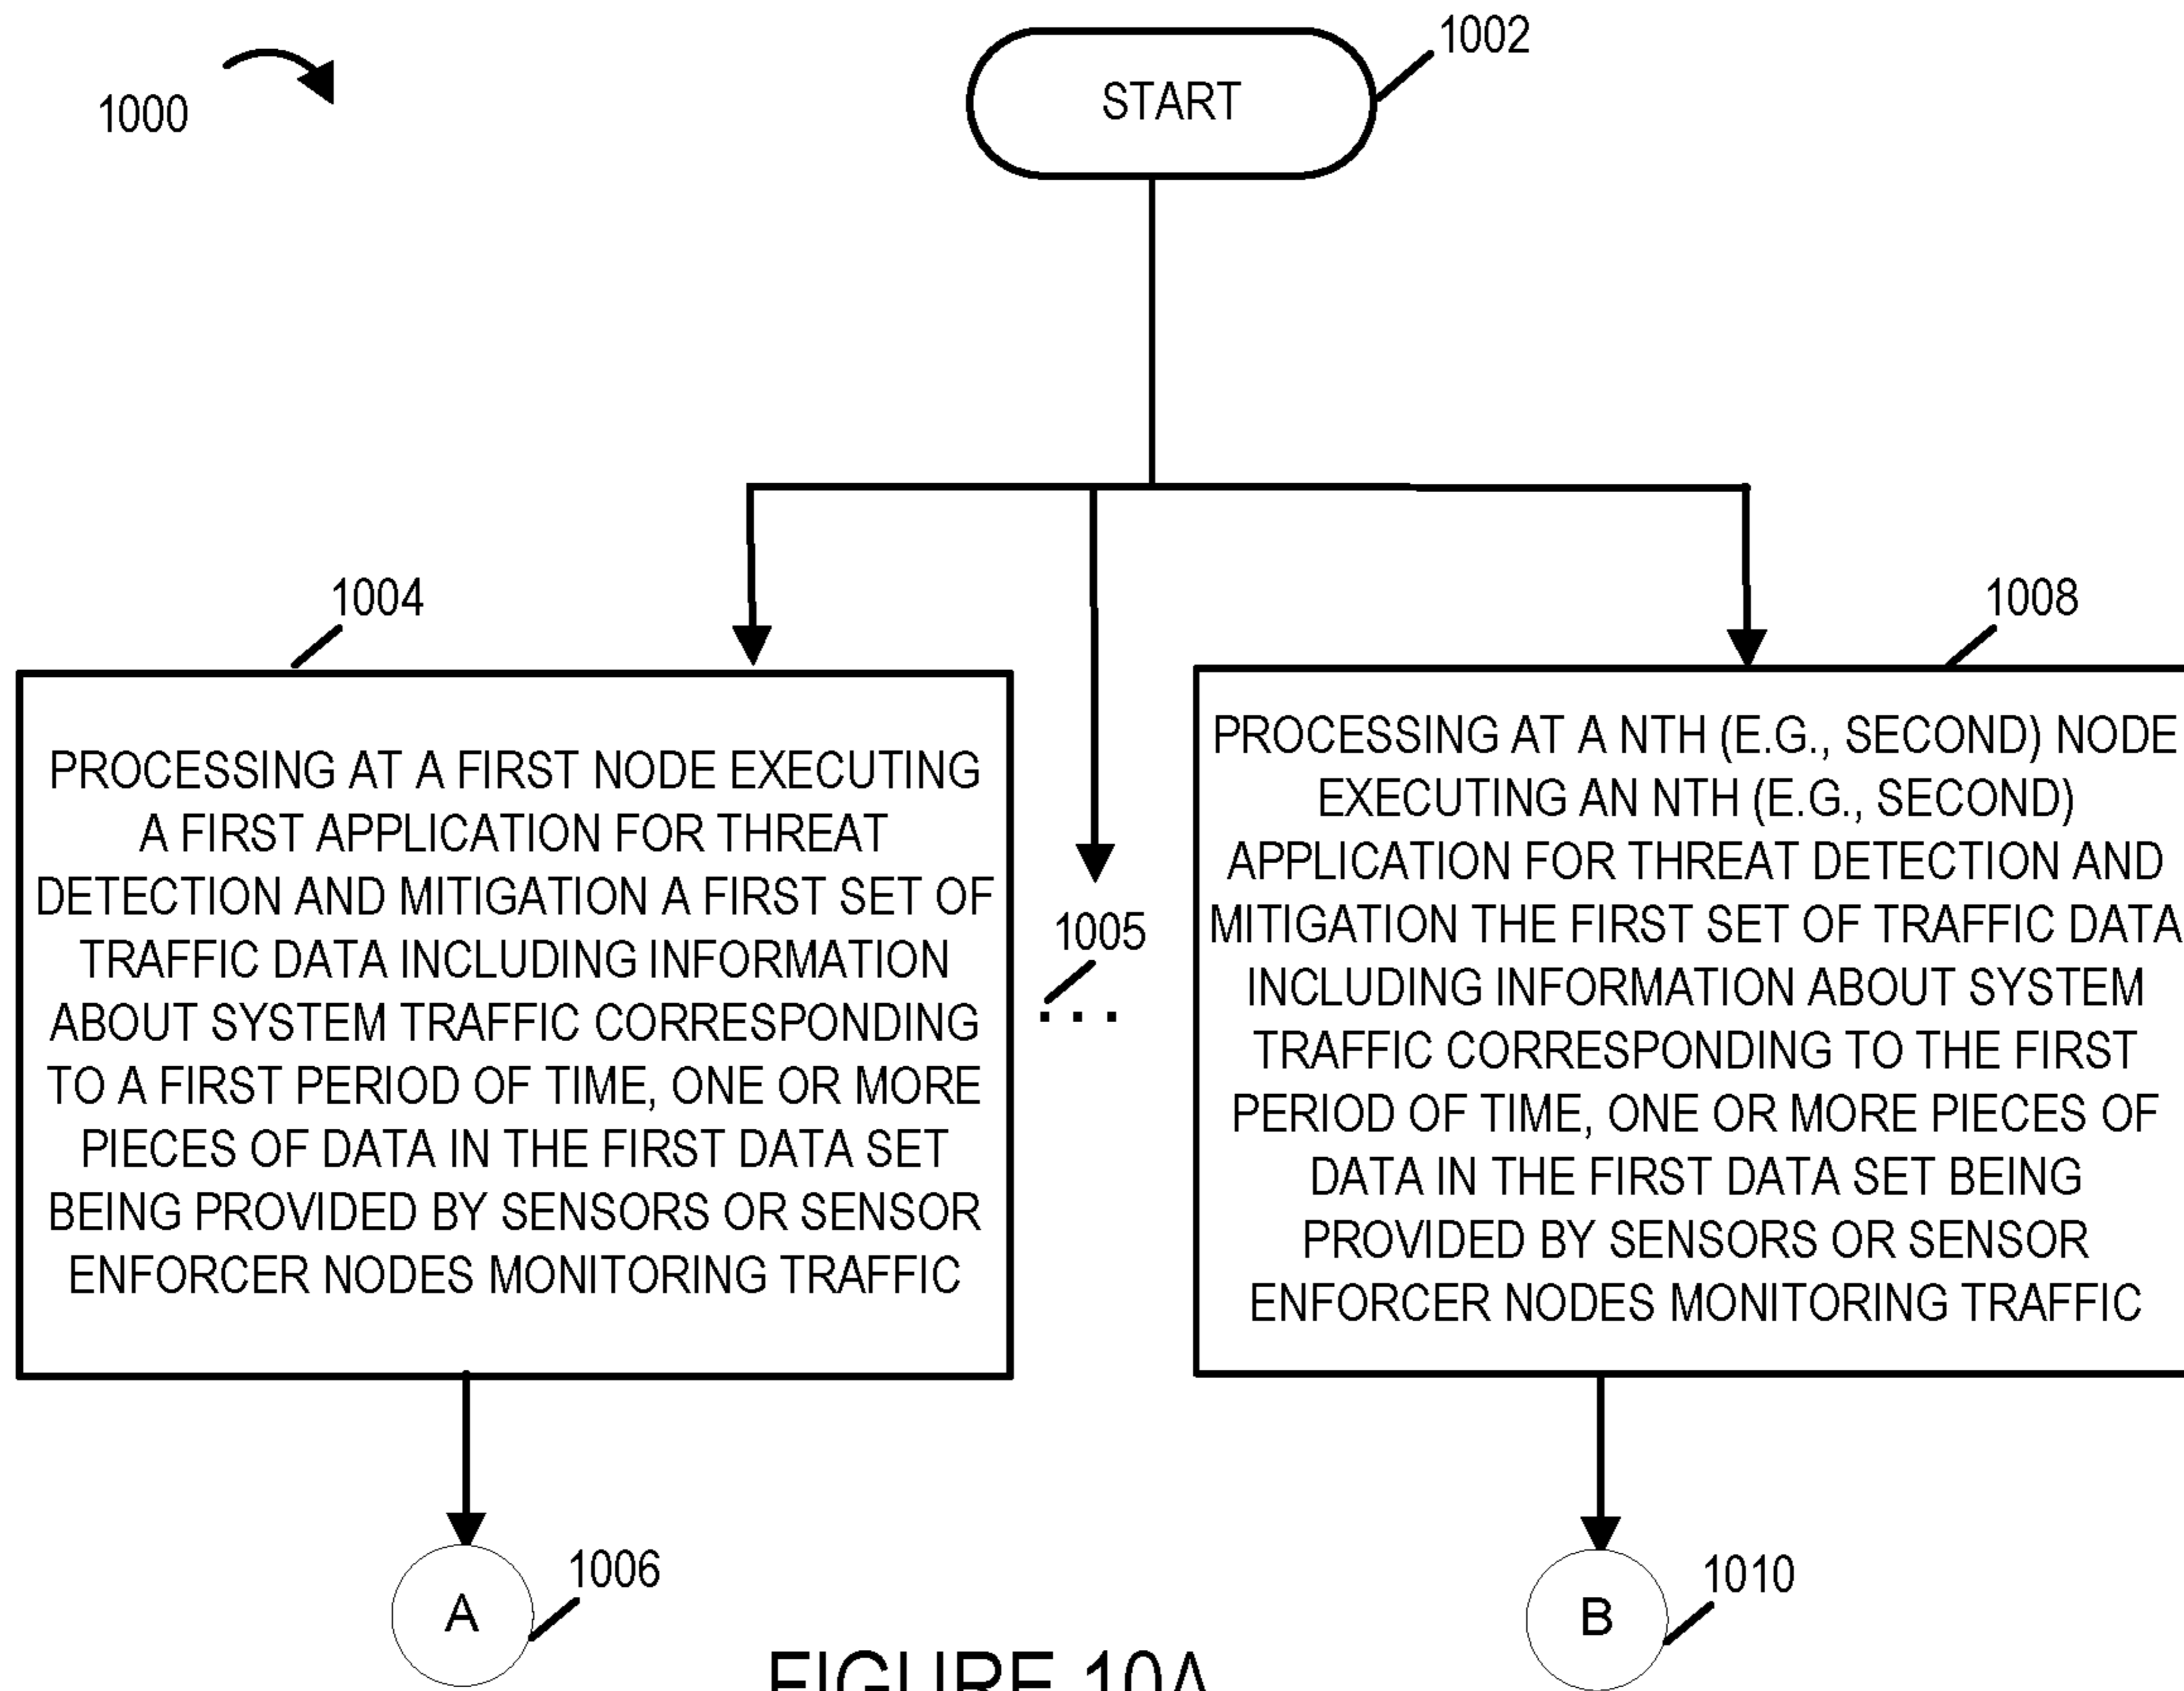 1000
START
1002
1004
PROCESSING AT A FIRST NODE EXECUTING
A FIRST APPLICATION FOR THREAT
DETECTION AND MITIGATION A FIRST SET OF
TRAFFIC DATA INCLUDING INFORMATION
ABOUT SYSTEM TRAFFIC CORRESPONDING
TO A FIRST PERIOD OF TIME, ONE OR MORE
PIECES OF DATA IN THE FIRST DATA SET
BEING PROVIDED BY SENSORS OR SENSOR
ENFORCER NODES MONITORING TRAFFIC
1005
...
1008
PROCESSING AT A NTH (E.G., SECOND) NODE
EXECUTING AN NTH (E.G., SECOND)
APPLICATION FOR THREAT DETECTION AND
MITIGATION THE FIRST SET OF TRAFFIC DATA
INCLUDING INFORMATION ABOUT SYSTEM
TRAFFIC CORRESPONDING TO THE FIRST
PERIOD OF TIME, ONE OR MORE PIECES OF
DATA IN THE FIRST DATA SET BEING
PROVIDED BY SENSORS OR SENSOR
ENFORCER NODES MONITORING TRAFFIC
A
1006
B
1010
FIGURE 10A